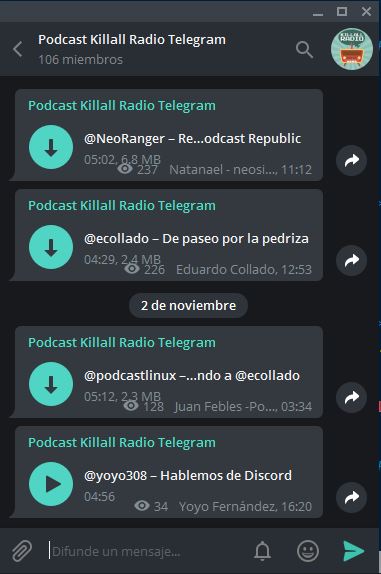 Podcast Killall Radio Telegram
106 miembros
KILLALL
RADIO
Podcast Killall Radio Telegram
@NeoRanger – Re...odcast Republic
05:02, 6,8 MB
237 Natanael - neosi..., 11:12
Podcast Killall Radio Telegram
@ecollado – De paseo por la pedriza
04:29, 2,4 MB
226 Eduardo Collado, 12:53
2 de noviembre
Podcast Killall Radio Telegram
@podcastlinux –...ndo a @ecollado
05:12, 2,3 MB
128 Juan Febles -Po..., 03:34
Podcast Killall Radio Telegram
@yoyo308 – Hablemos de Discord
04:56
34 Yoyo Fernández, 16:20
Difunde un mensaje...